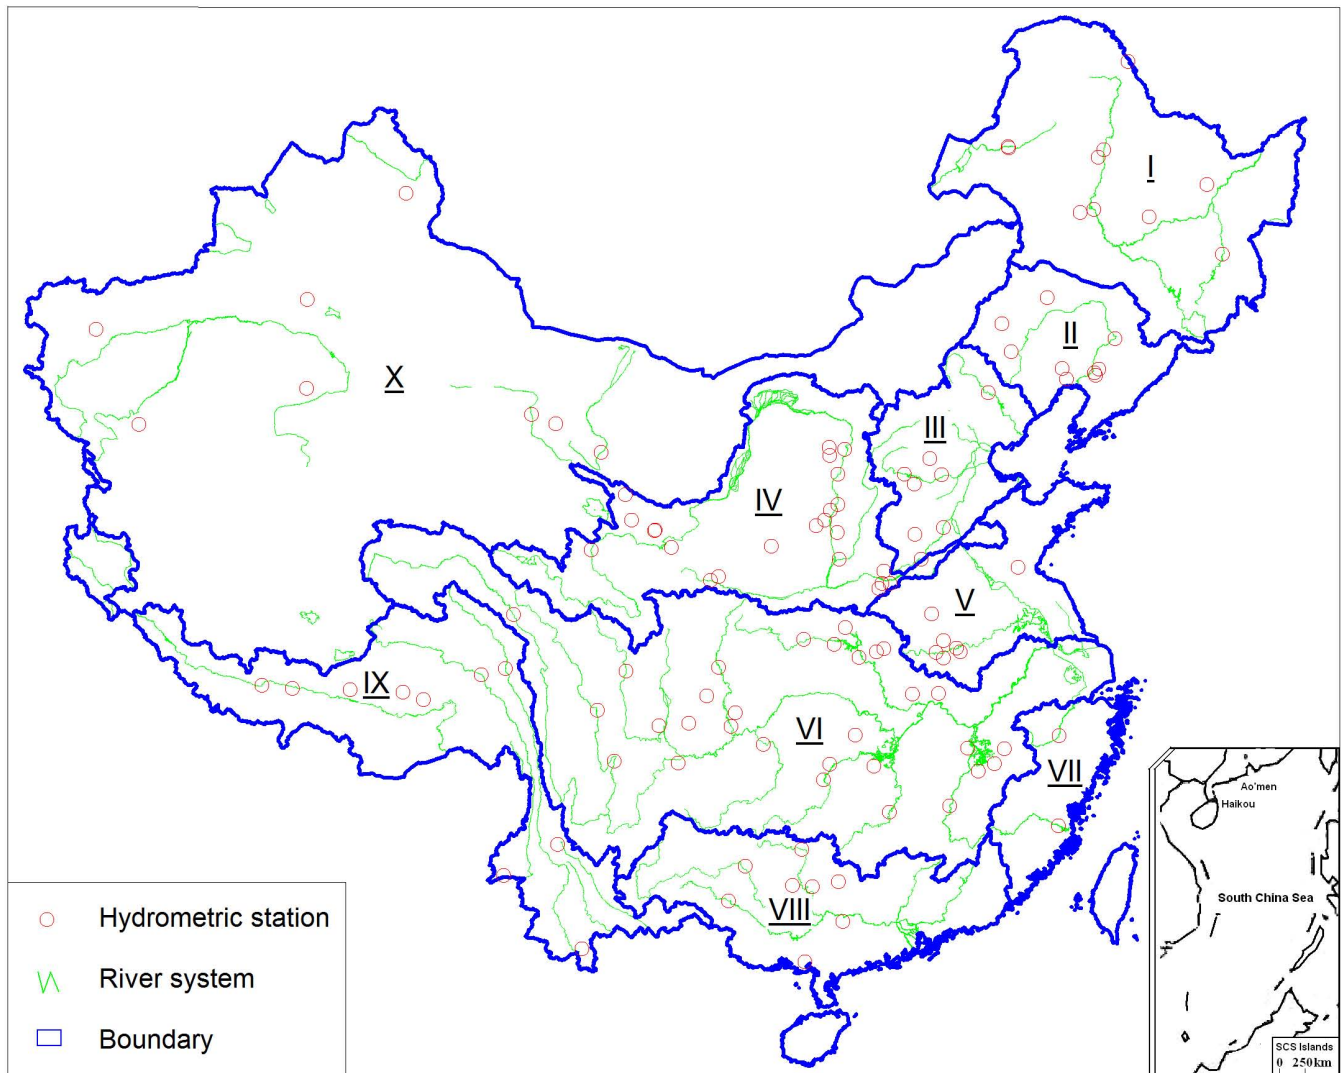 I
II
X
III
IV
V
IX
VI
VII
VIII
Ao'men
Haikou
South China Sea
SCS Islands
0 250km
Hydrometric station
River system
Boundary